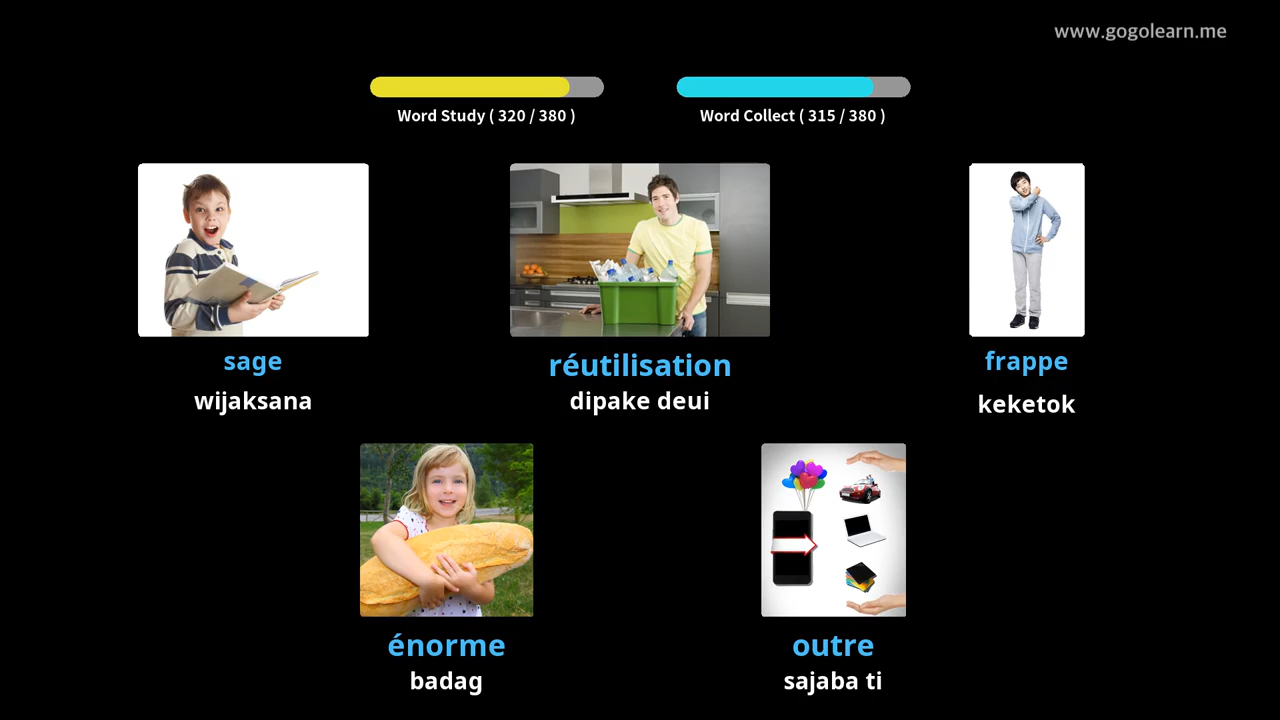 www.gogolearn.me
Word Study ( 320 / 380 )
Word Collect ( 315 / 380 )
sage
wijaksana
réutilisation
dipake deui
frappe
keketok
énorme
badag
outre
sajaba ti